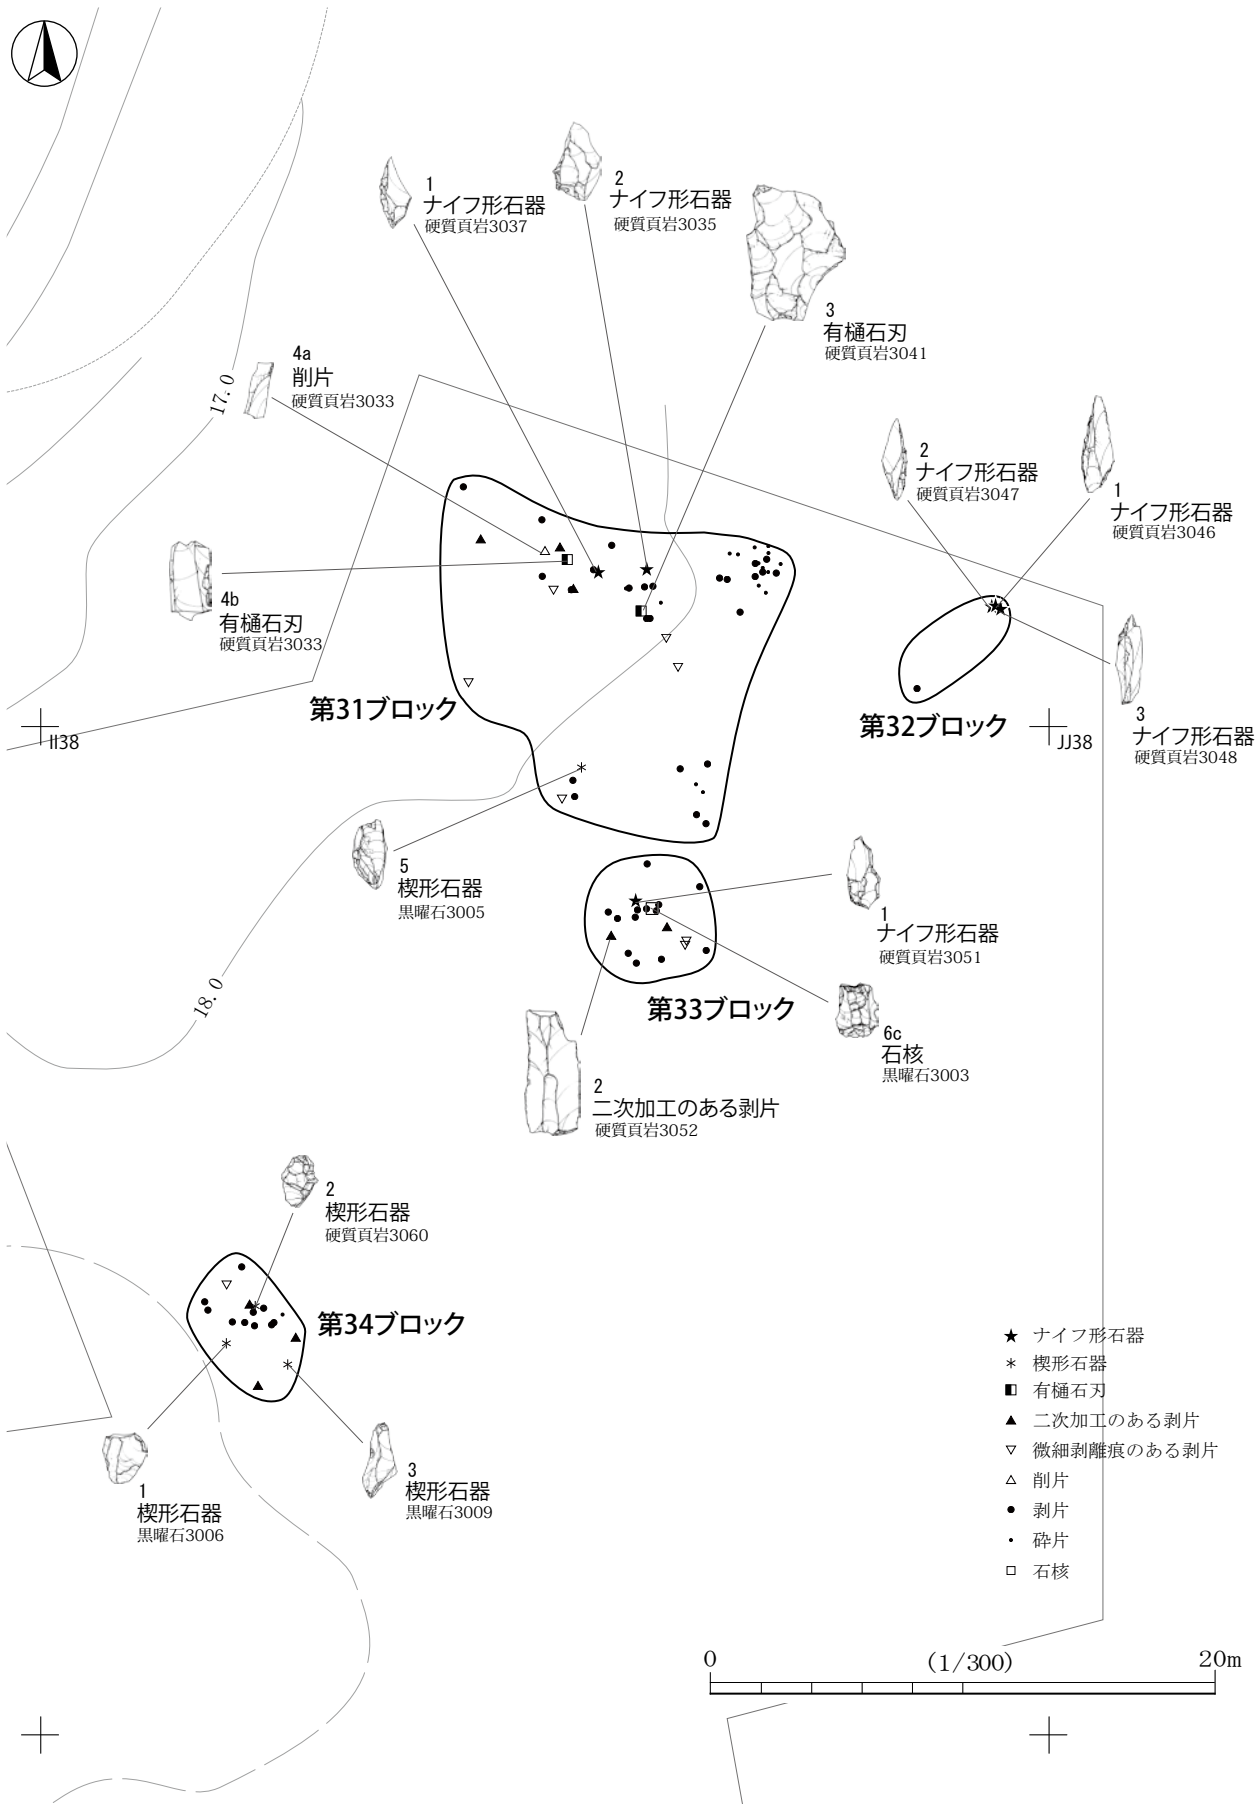 1
ナイフ形石器
硬質頁岩3037
2
ナイフ形石器
硬質頁岩3035
3
有樋石刃
硬質頁岩3041
4a
削片
硬質頁岩3033
17.0
2
ナイフ形石器
硬質頁岩3047
1
ナイフ形石器
硬質頁岩3046
4b
有樋石刃
硬質頁岩3033
第31ブロック
第32ブロック
3
ナイフ形石器
硬質頁岩3048
II38
JJ38
5
楔形石器
黒曜石3005
1
ナイフ形石器
硬質頁岩3051
18.0
第33ブロック
6c
石核
黒曜石3003
2
二次加工のある剥片
硬質頁岩3052
2
楔形石器
硬質頁岩3060
第34ブロック
1
楔形石器
黒曜石3006
3
楔形石器
黒曜石3009
ナイフ形石器
楔形石器
有樋石刃
二次加工のある剥片
微細剥離痕のある剥片
削片
剥片
砕片
石核
0 (1/300) 20m